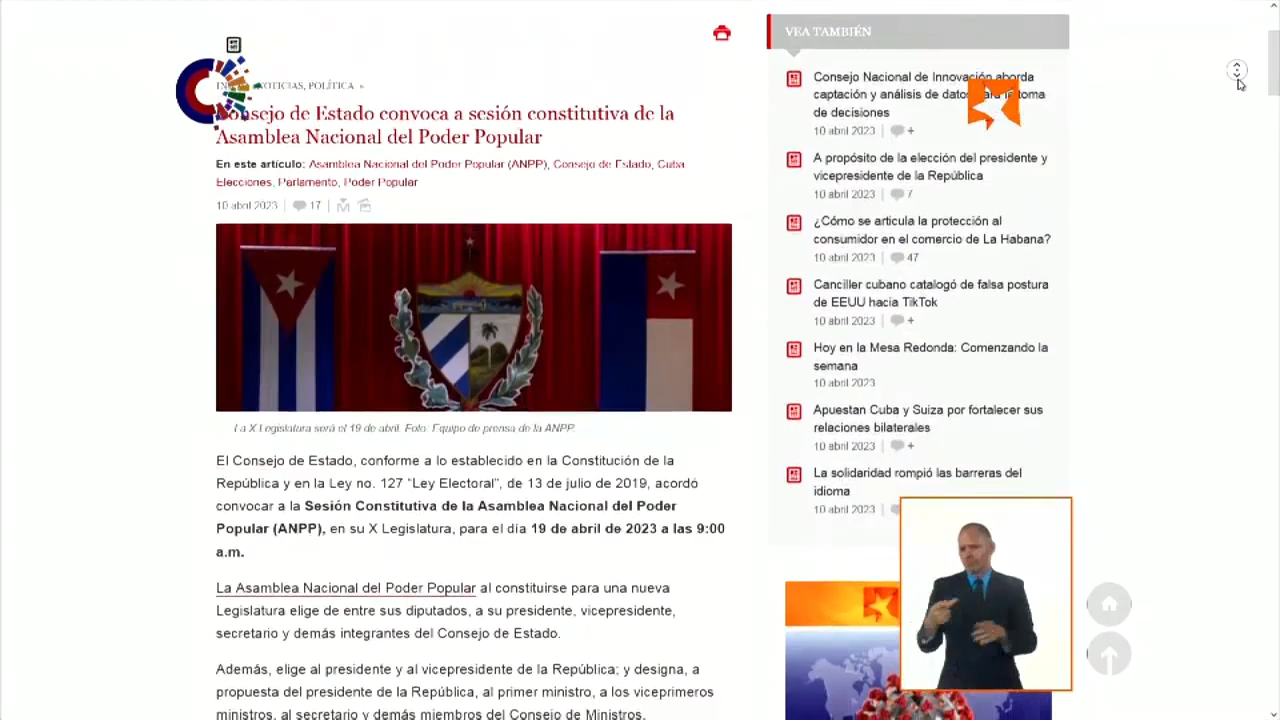 NOTICIAS, POLÍTICA »
Consejo de Estado convoca a sesión constitutiva de la
Asamblea Nacional del Poder Popular
En este artículo: Asamblea Nacional del Poder Popular (ANPP), Consejo de Estado, Cuba
Elecciones, Parlamento, Poder Popular
10 abril 2023 | 17 |
La X Legislatura será el 19 de abril. Foto: Equipo de prensa de la ANPP.
El Consejo de Estado, conforme a lo establecido en la Constitución de la
República y en la Ley no. 127 "Ley Electoral", de 13 de julio de 2019, acordó
convocar a la Sesión Constitutiva de la Asamblea Nacional del Poder
Popular (ANPP), en su X Legislatura, para el día 19 de abril de 2023 a las 9:00
a.m.
La Asamblea Nacional del Poder Popular al constituirse para una nueva
Legislatura elige de entre sus diputados, a su presidente, vicepresidente,
secretario y demás integrantes del Consejo de Estado.
Además, elige al presidente y al vicepresidente de la República; y designa, a
propuesta del presidente de la República, al primer ministro, a los viceprimeros
ministros, al secretario y demás miembros del Consejo de Ministros.
VEA TAMBIÉN
Consejo Nacional de Innovación aborda
captación y análisis de datos para la toma
de decisiones
10 abril 2023 | +
A propósito de la elección del presidente y
vicepresidente de la República
10 abril 2023 | 7
¿Cómo se articula la protección al
consumidor en el comercio de La Habana?
10 abril 2023 | 47
Canciller cubano catalogó de falsa postura
de EEUU hacia TikTok
10 abril 2023 | +
Hoy en la Mesa Redonda: Comenzando la
semana
10 abril 2023
Apuestan Cuba y Suiza por fortalecer sus
relaciones bilaterales
10 abril 2023 | +
La solidaridad rompió las barreras del
idioma
10 abril 2023 |